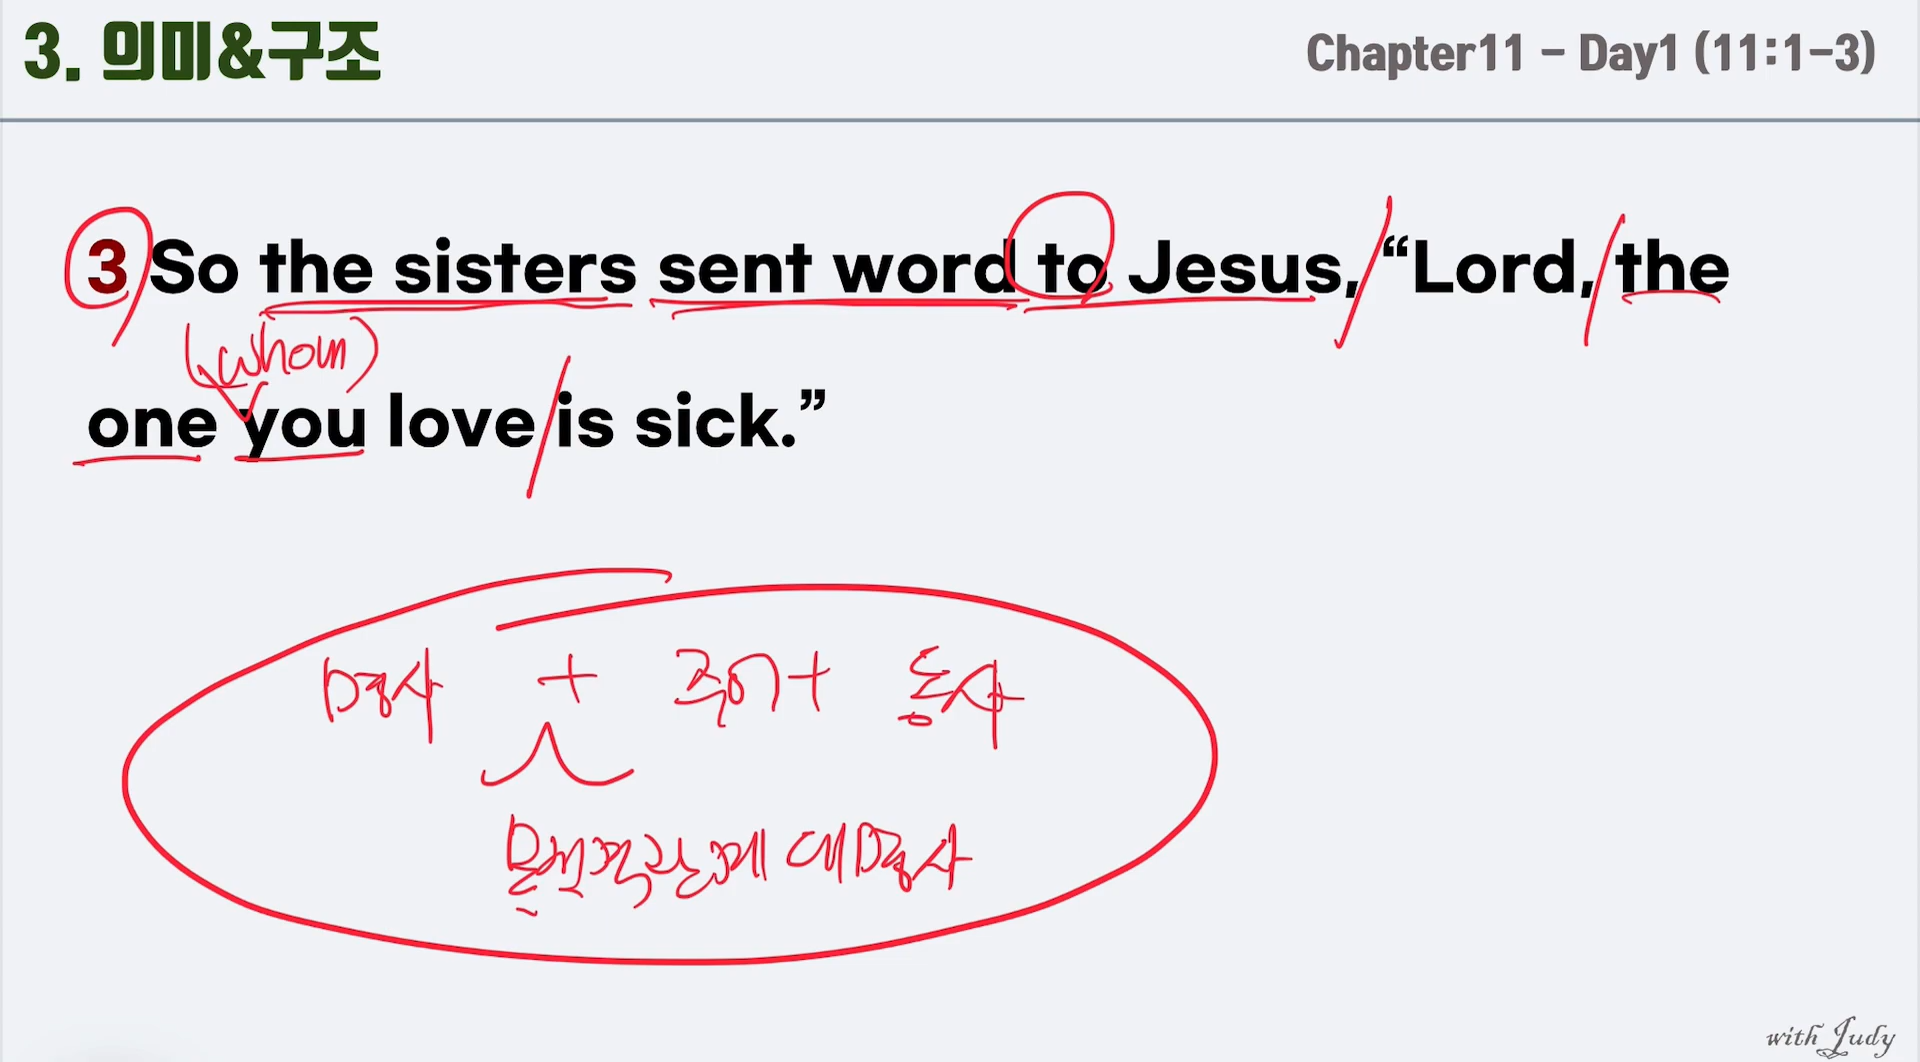 3. 의미&구조
Chapter11 - Day1 (11:1-3)
3 So the sisters sent word to Jesus, “Lord, the
(whom)
one you love is sick.”
명사 + 주어 + 동사
목적격관계대명사
with Judy